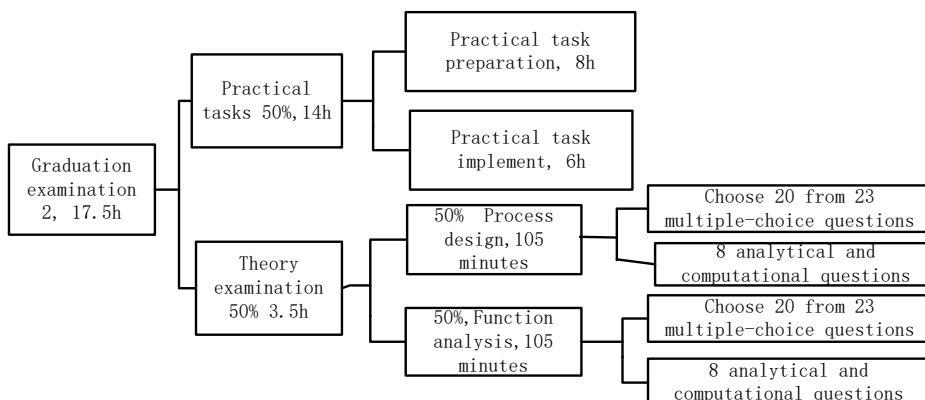 Graduation
examination
2, 17.5h
Practical
tasks 50%,14h
Practical task
preparation, 8h
Practical task
implement, 6h
Theory
examination
50% 3.5h
50% Process
design,105
minutes
Choose 20 from 23
multiple-choice questions
8 analytical and
computational questions
50%,Function
analysis,105
minutes
Choose 20 from 23
multiple-choice questions
8 analytical and
computational questions